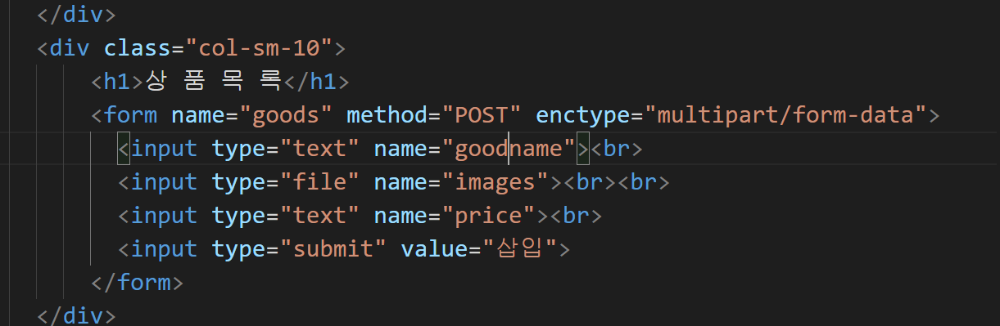 </div>
<div class="col-sm-10">
<h1>상 품 목 록</h1>
<form name="goods" method="POST" enctype="multipart/form-data">
<input type="text" name="goodname"><br>
<input type="file" name="images"><br><br>
<input type="text" name="price"><br>
<input type="submit" value="삽입">
</form>
</div>